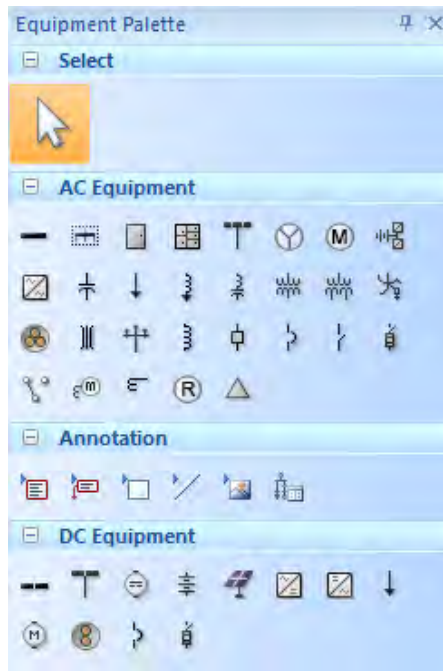 Equipment Palette
Select
AC Equipment
M
M
R
Annotation
DC Equipment
M